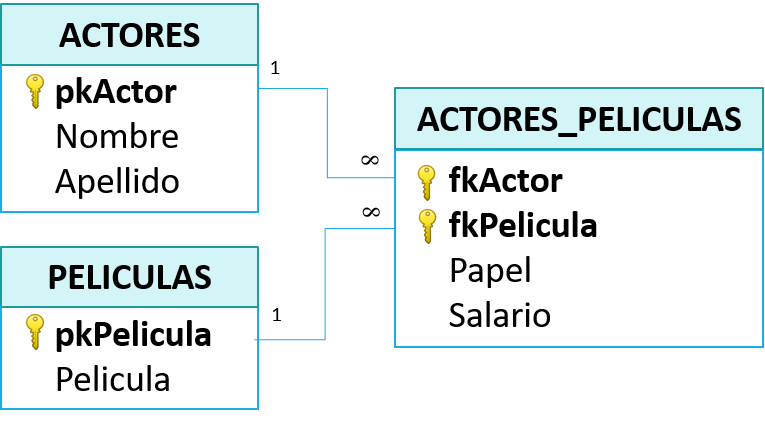 ACTORES
pkActor
Nombre
Apellido
1
∞
ACTORES_PELICULAS
fkActor
fkPelicula
Papel
Salario
∞
1
PELICULAS
pkPelicula
Pelicula